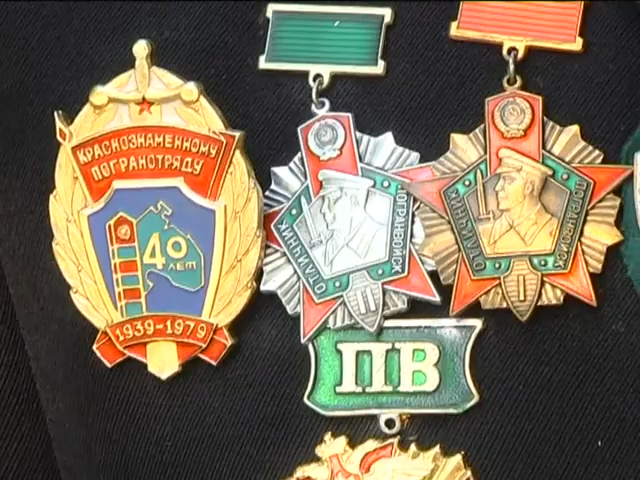 КРАСНОЗНАМЕННОМУ
ПОГРАНОТРЯДУ
40
ЛЕТ
1939-1979
ОТЛИЧНИК
ПОГРАНВОЙСК
II
ОТЛИЧНИК
ПОГРАНВОЙСК
I
ПВ